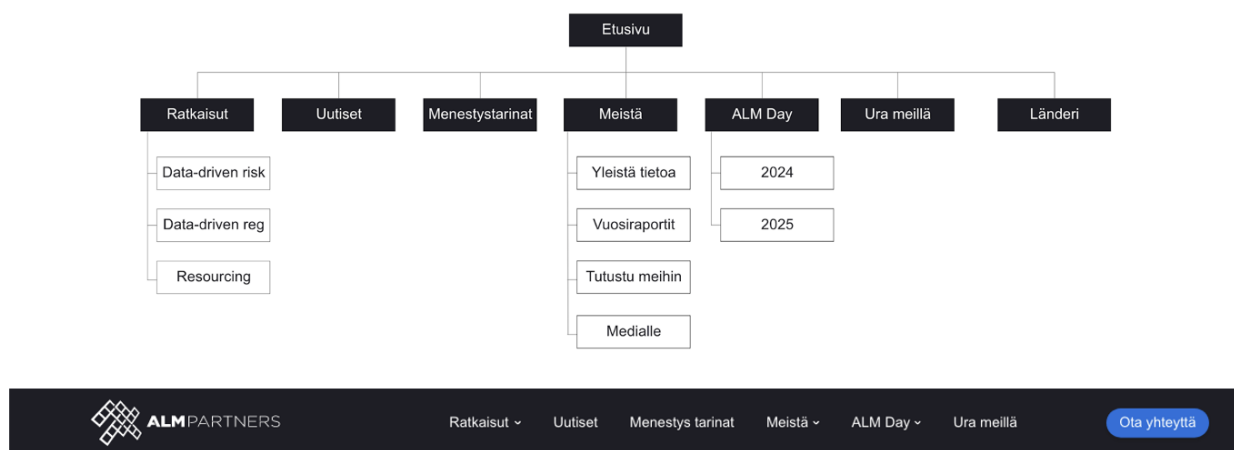 Etusivu
Ratkaisut Uutiset Menestystarinat Meistä ALM Day Ura meillä Länderi
Data-driven risk Yleistä tietoa 2024
Data-driven reg Vuosiraportit 2025
Resourcing Tutustu meihin
Medialle
ALMPARTNERS Ratkaisut Uutiset Menestys tarinat Meistä ALM Day Ura meillä Ota yhteyttä